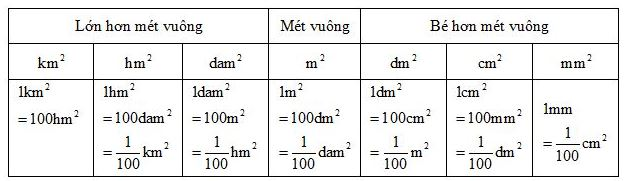 Lớn hơn mét vuông Mét vuông Bé hơn mét vuông
km² hm² dam² m² dm² cm² mm²
1km²
=100hm²
1hm²
=100dam²
=1/100 km²
1dam²
=100m²
=1/100 hm²
1m²
=100dm²
=1/100 dam²
1dm²
=100cm²
=1/100 m²
1cm²
=100mm²
=1/100 dm²
1mm
=1/100 cm²